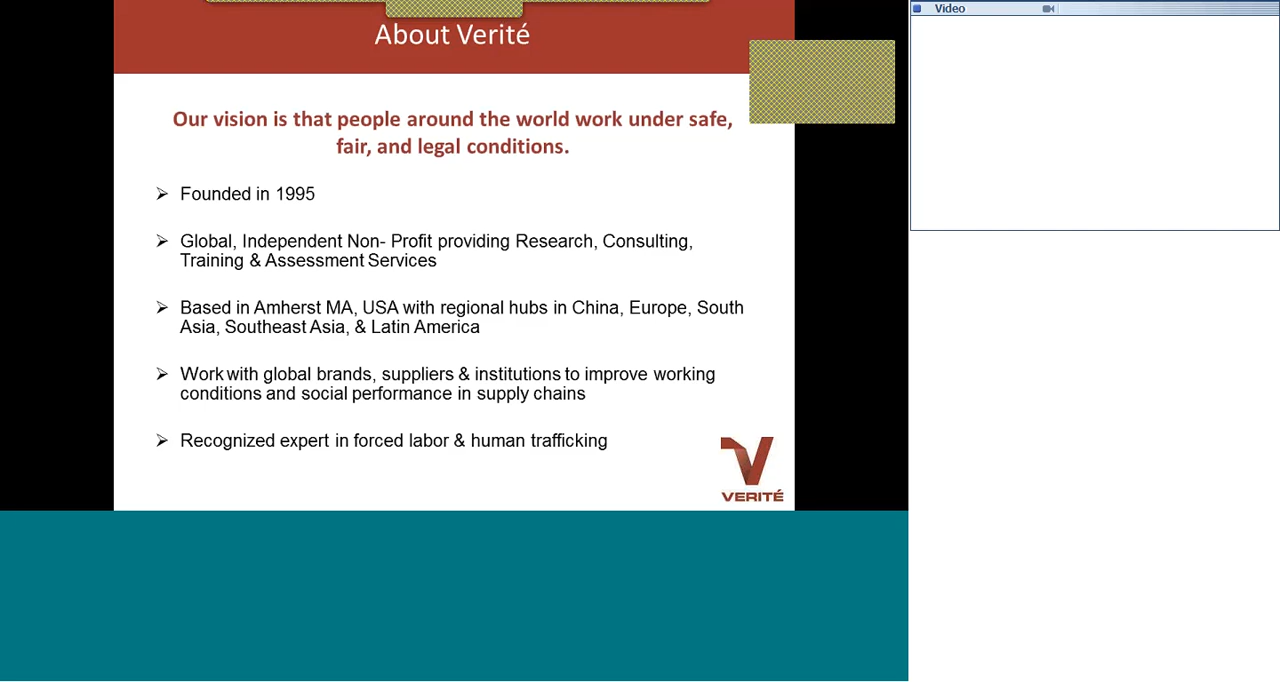 Video
About Verité
Our vision is that people around the world work under safe,
fair, and legal conditions.
Founded in 1995
Global, Independent Non- Profit providing Research, Consulting,
Training & Assessment Services
Based in Amherst MA, USA with regional hubs in China, Europe, South
Asia, Southeast Asia, & Latin America
Work with global brands, suppliers & institutions to improve working
conditions and social performance in supply chains
Recognized expert in forced labor & human trafficking
VERITÉ